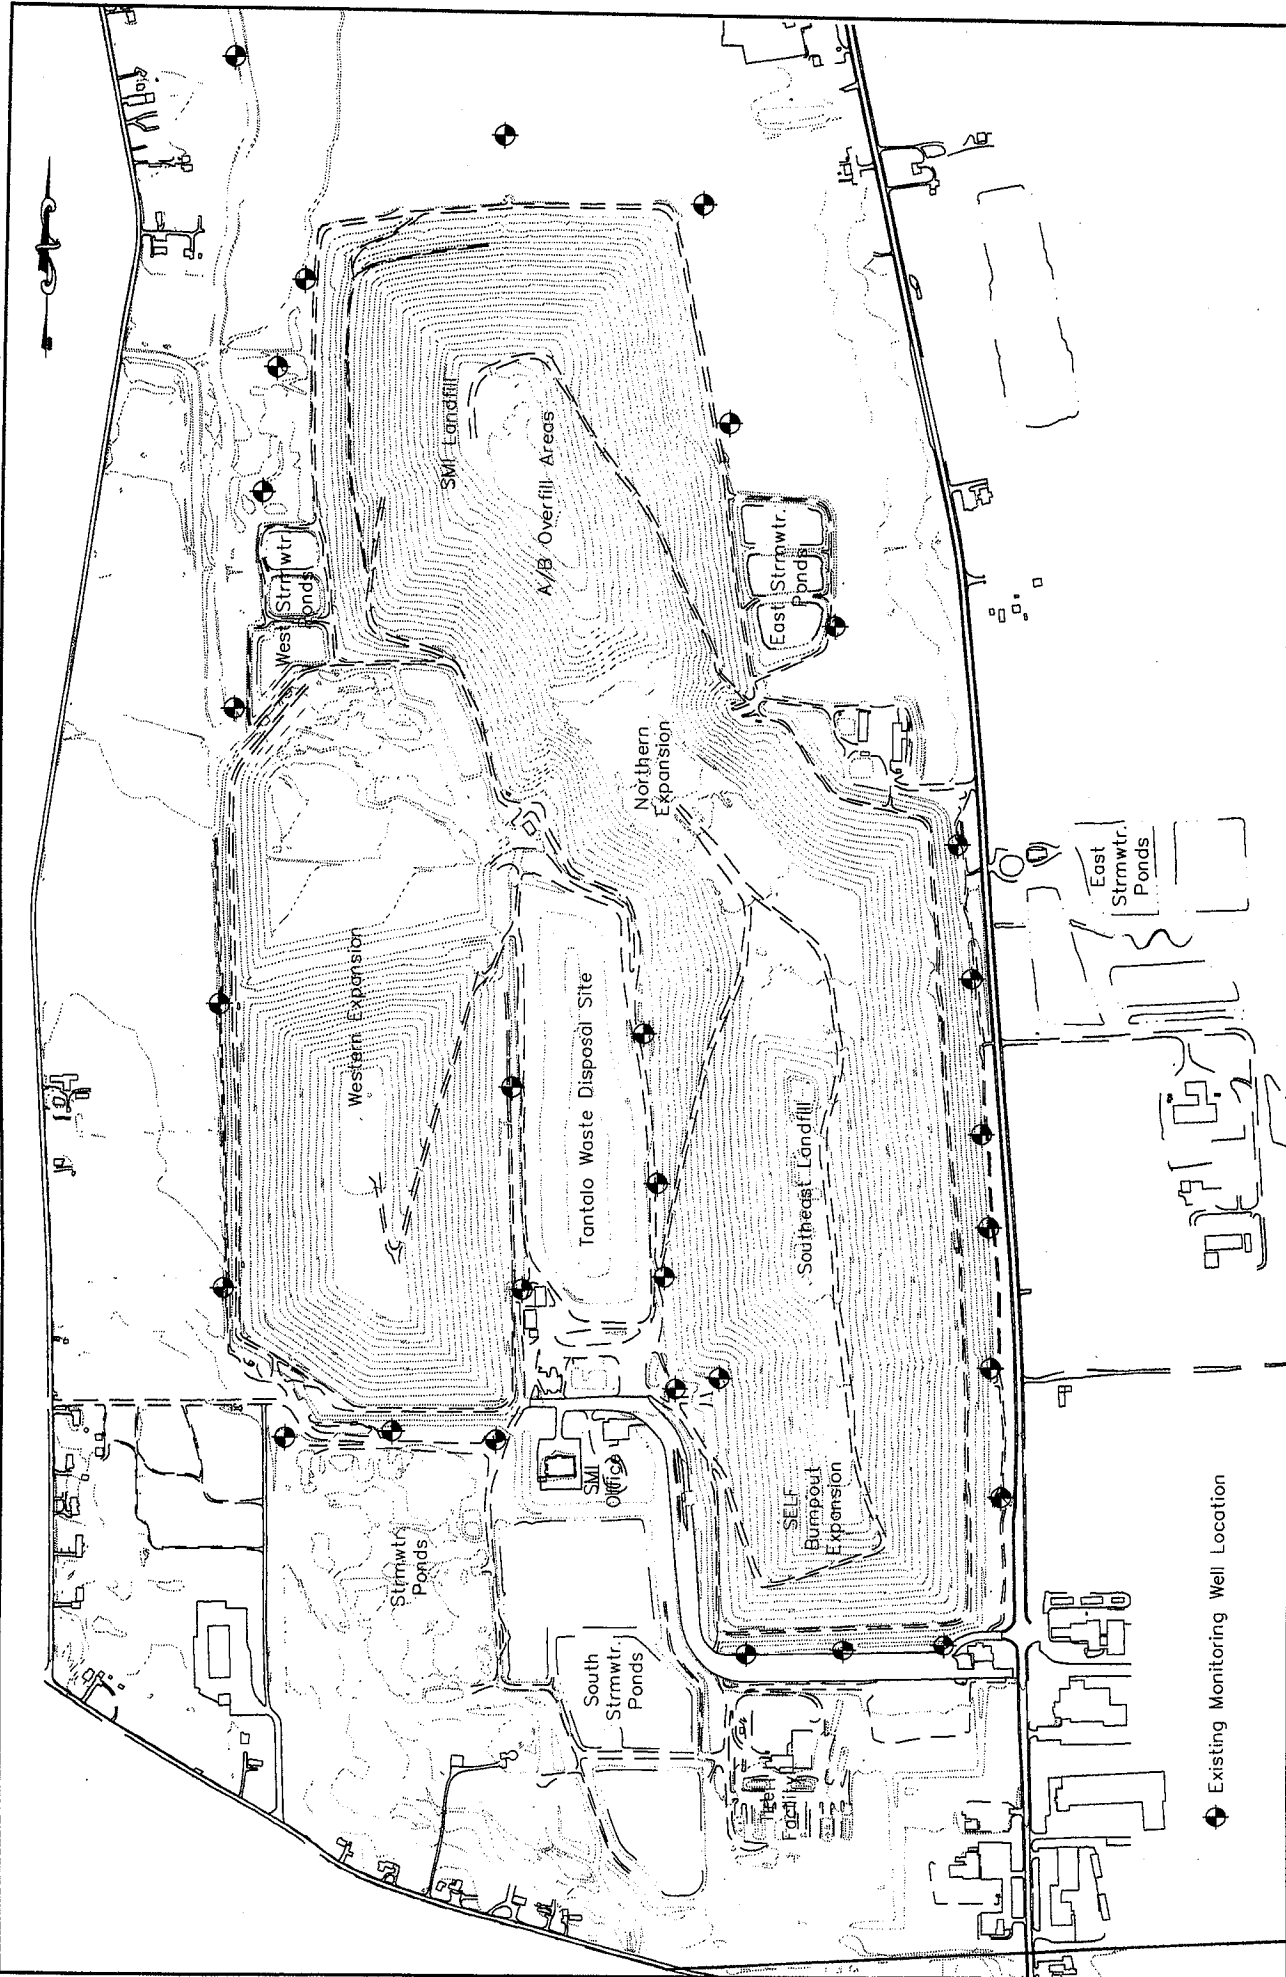 SMI Landfill
A/B Overfill Areas
West Strmwtr.
Ponds
East Strmwtr.
Ponds
Northern
Expansion
Western Expansion
Tantalo Waste Disposal Site
Southeast Landfill
East
Strmwtr.
Ponds
SMI
Office
SELF
Bumpout
Expansion
Strmwtr.
Ponds
South
Strmwtr.
Ponds
Facility
Existing Monitoring Well Location